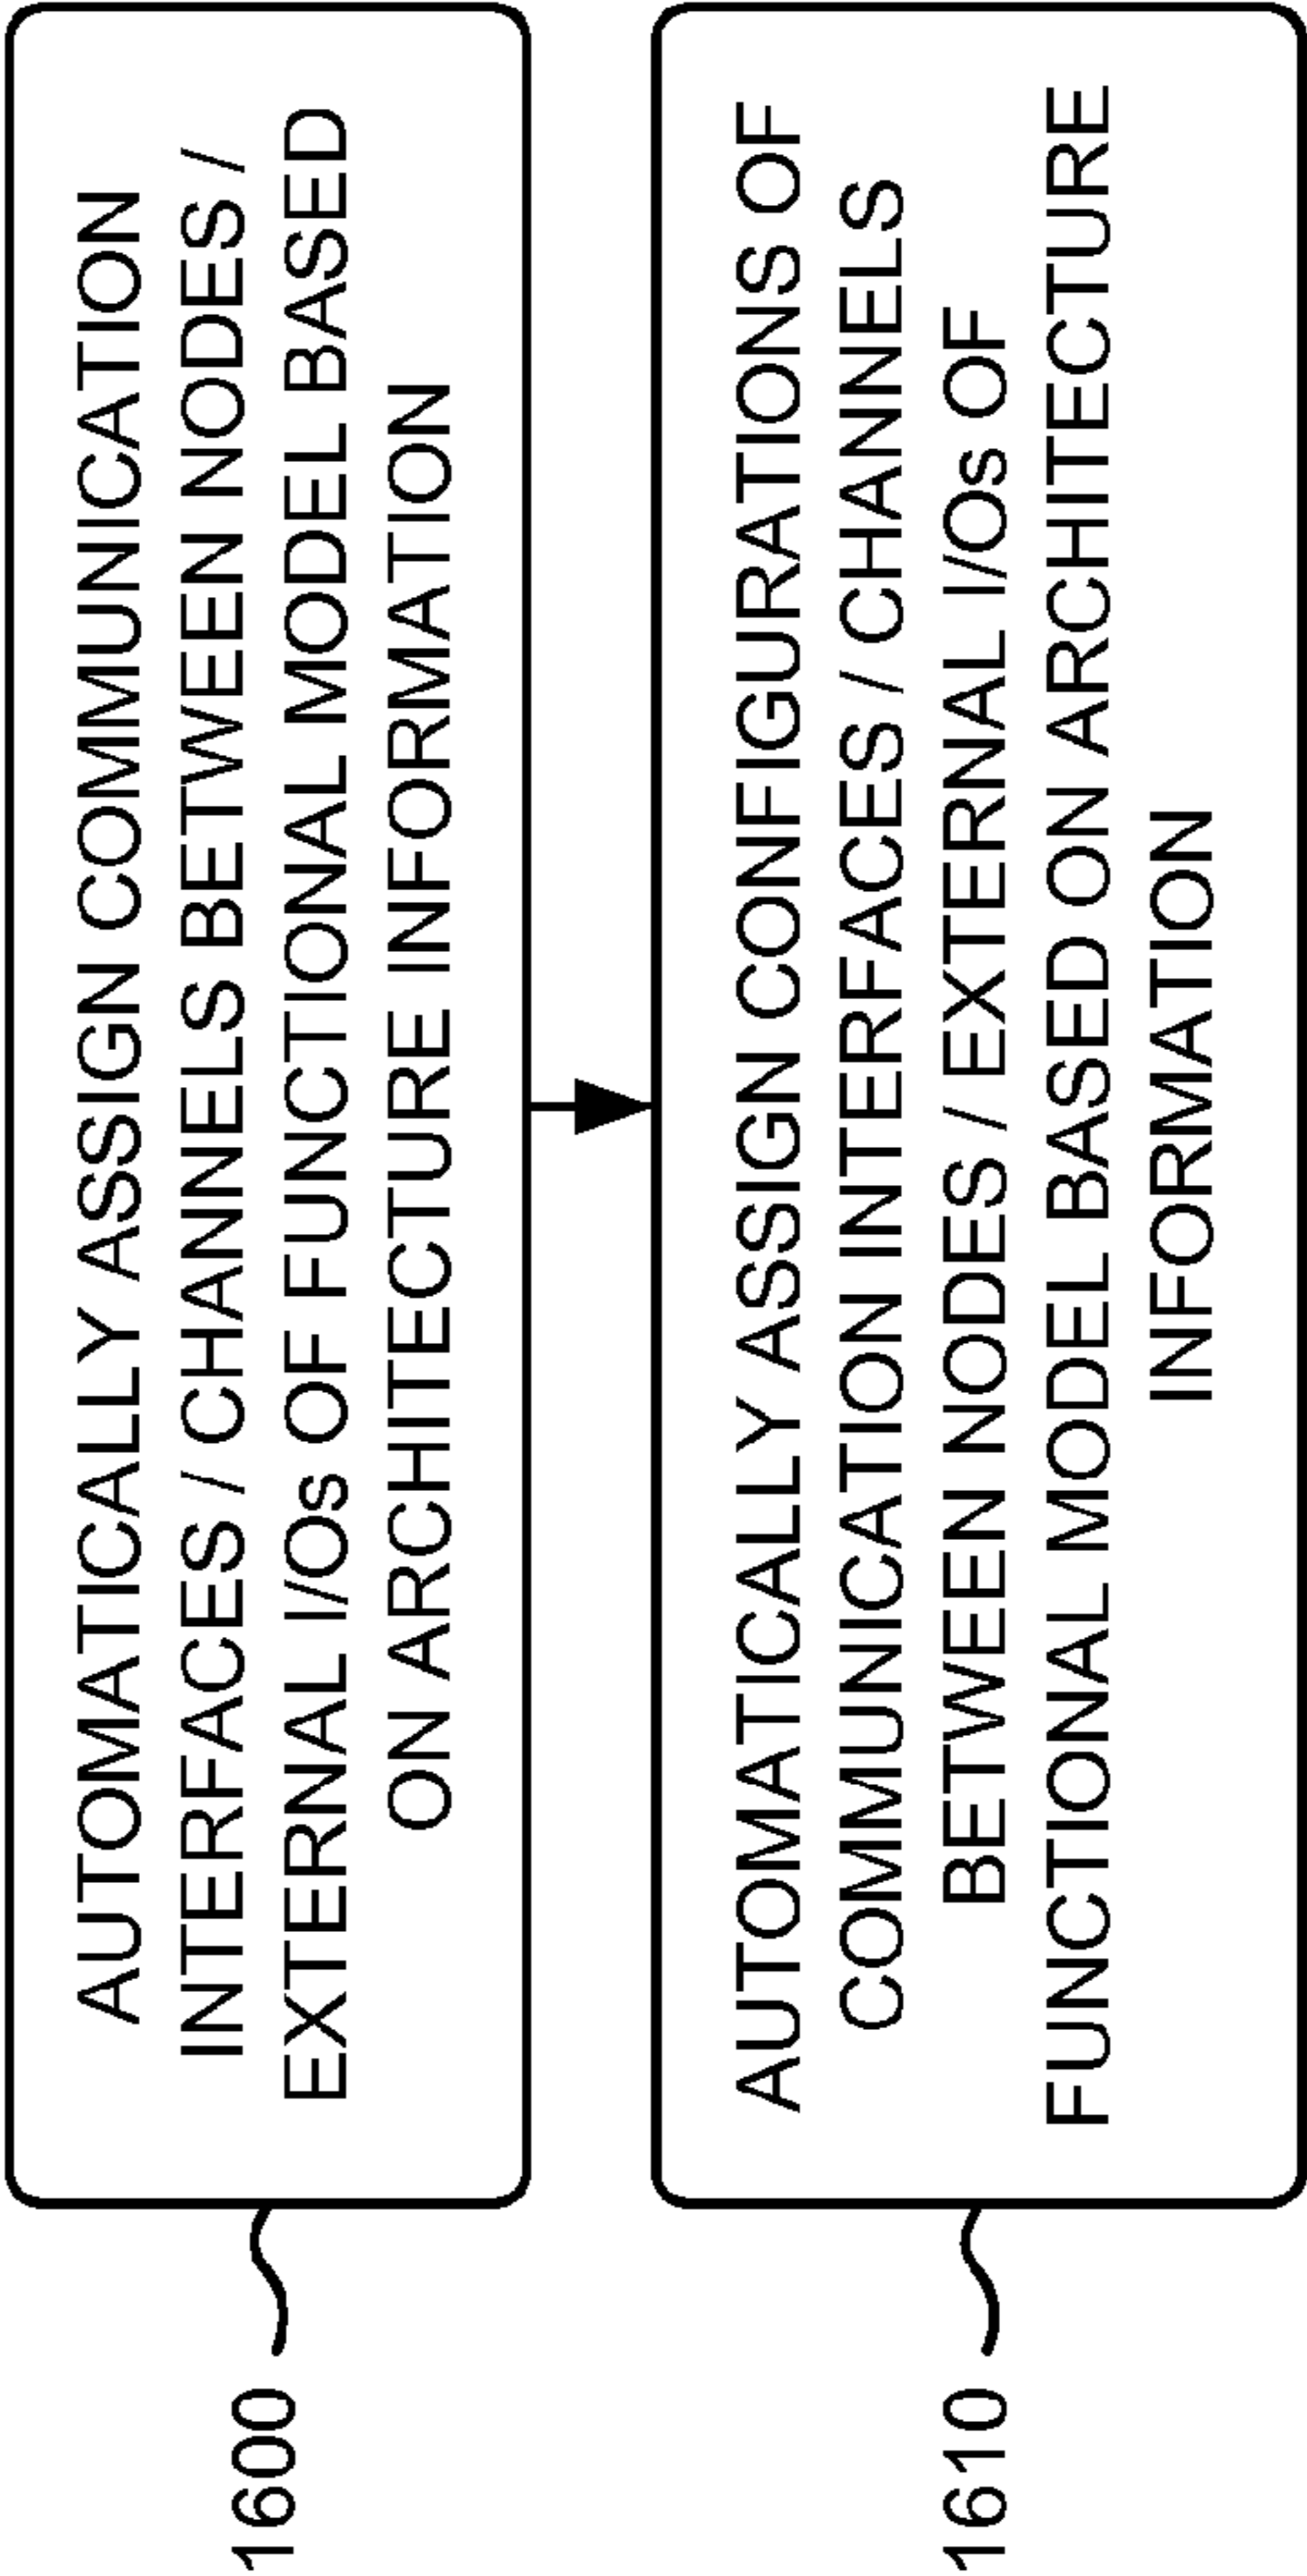 1600
AUTOMATICALLY ASSIGN COMMUNICATION
INTERFACES / CHANNELS BETWEEN NODES /
EXTERNAL I/Os OF FUNCTIONAL MODEL BASED
ON ARCHITECTURE INFORMATION
1610
AUTOMATICALLY ASSIGN CONFIGURATIONS OF
COMMUNICATION INTERFACES / CHANNELS
BETWEEN NODES / EXTERNAL I/Os OF
FUNCTIONAL MODEL BASED ON ARCHITECTURE
INFORMATION